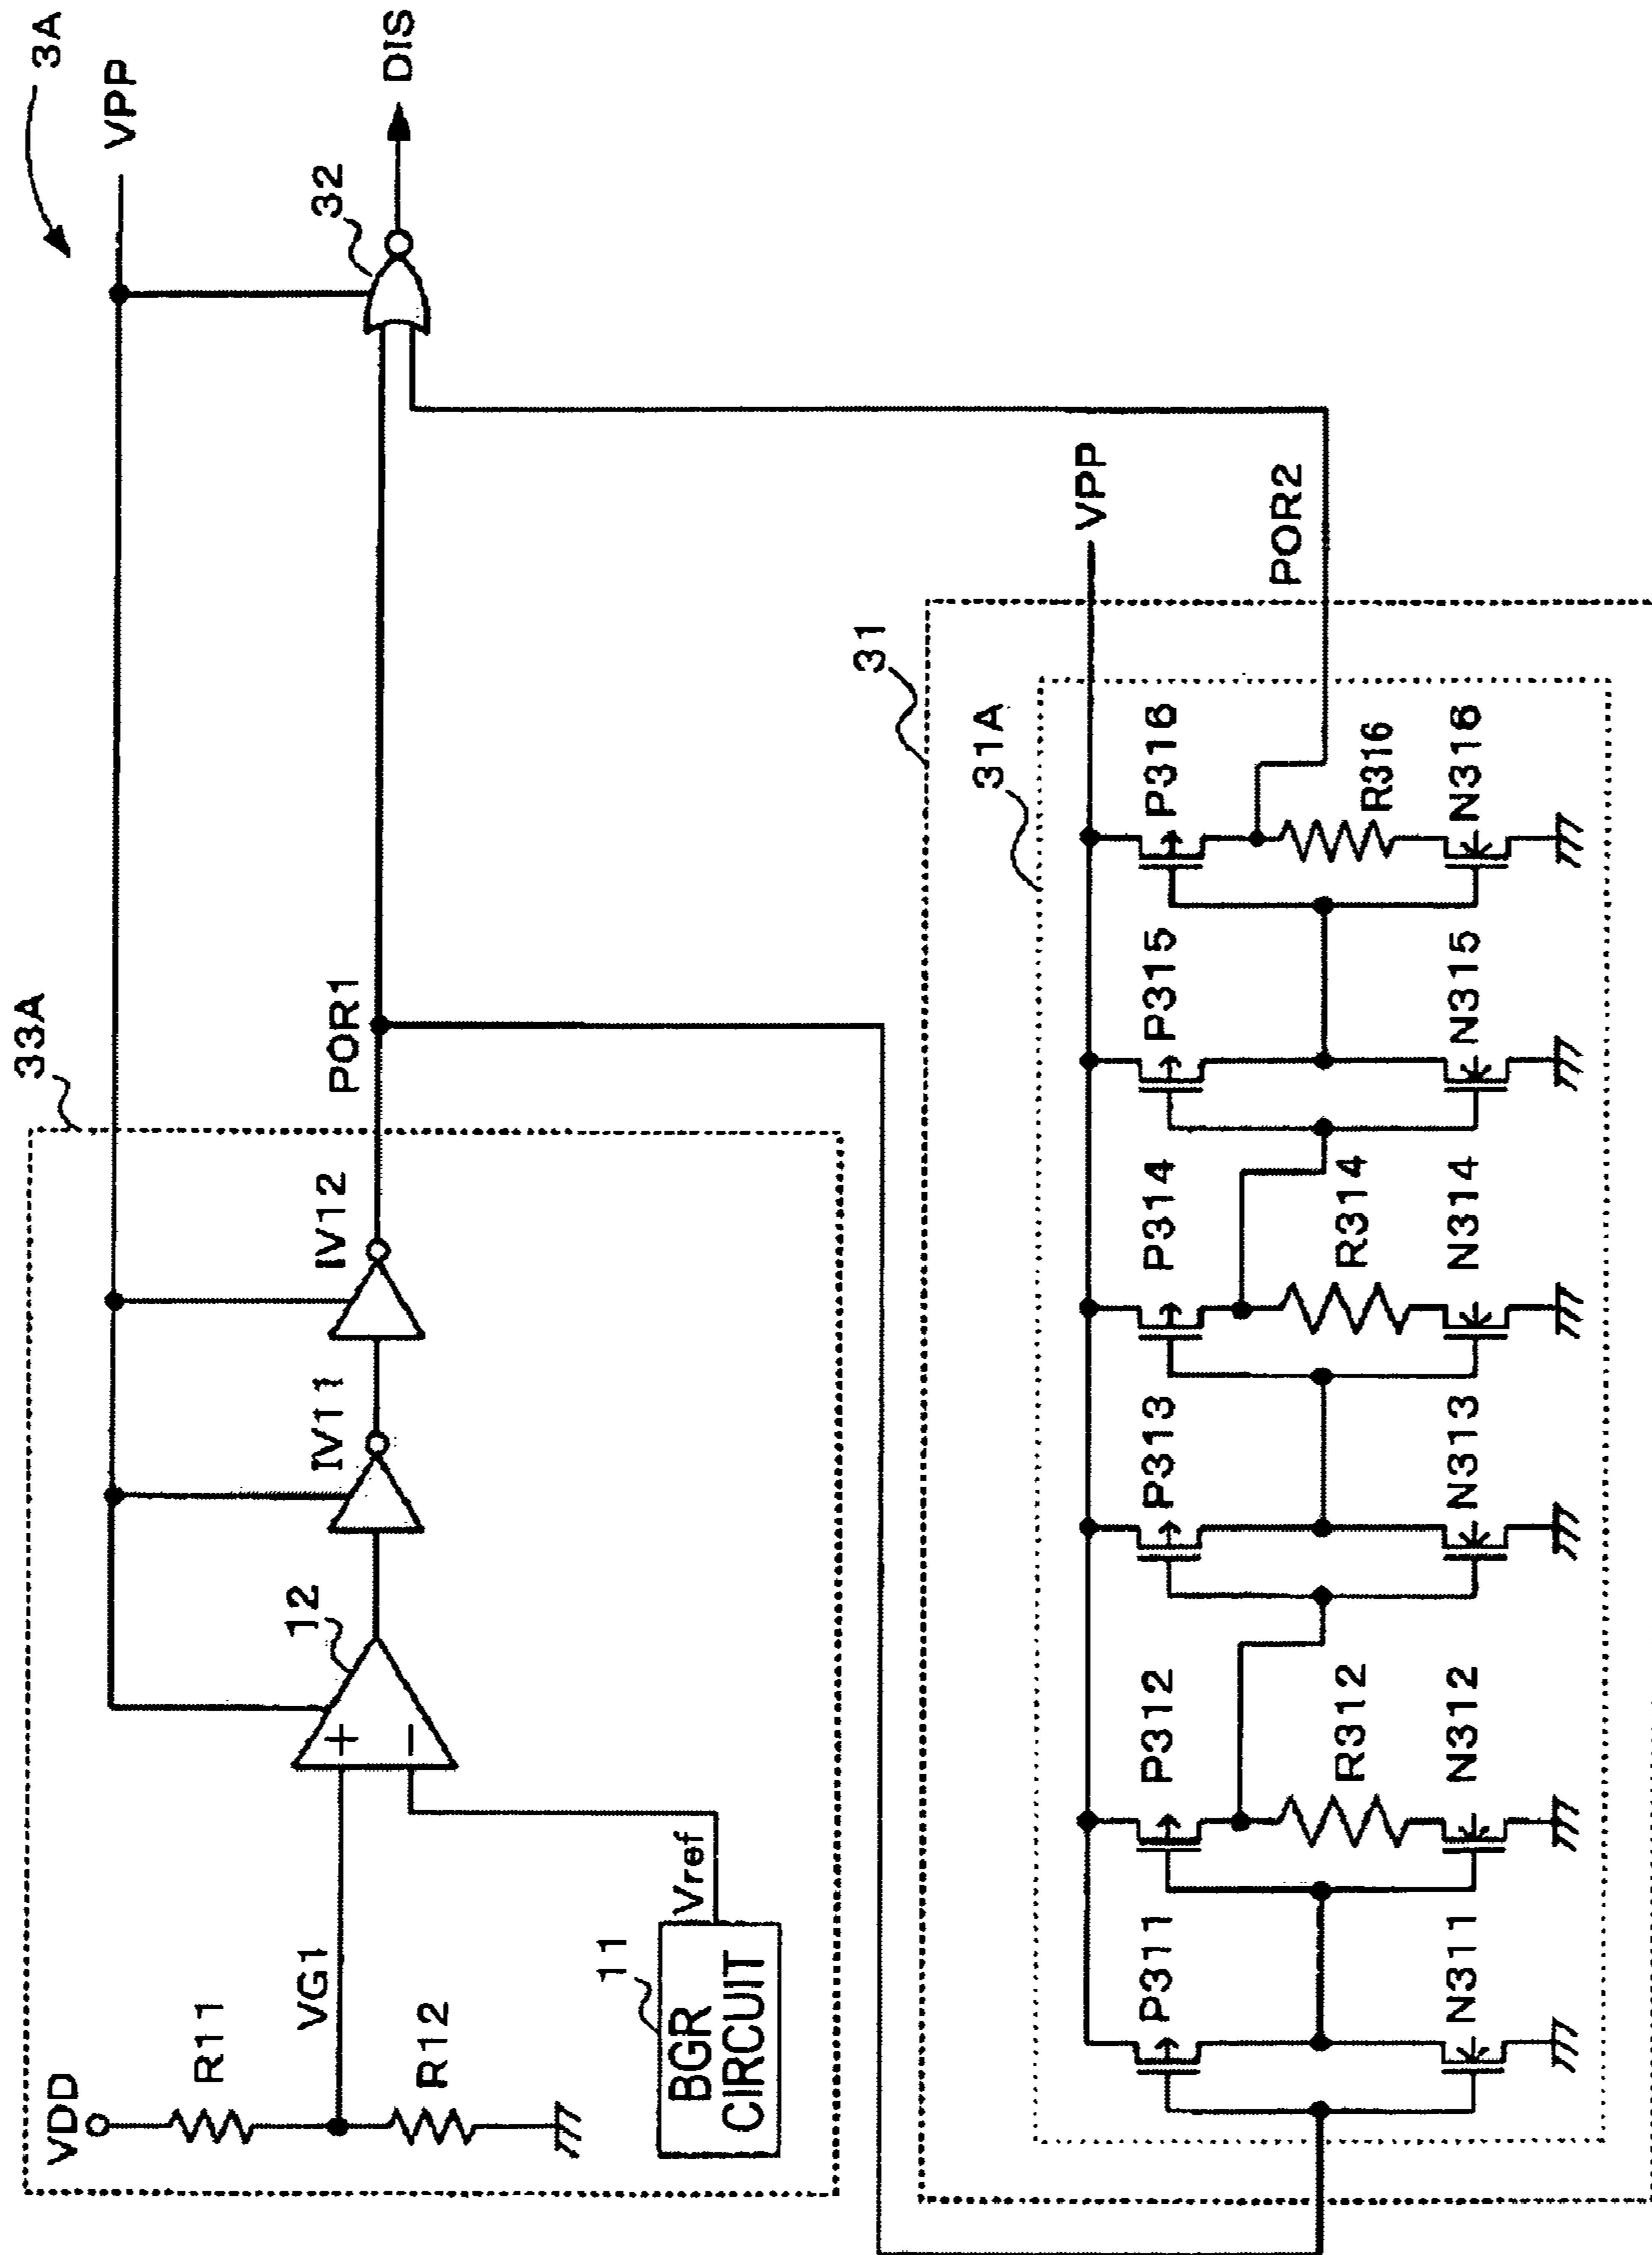 3A
VPP
33A
VDD
R11
VG1
R12
12
+
−
IV11
IV12
POR1
32
DIS
11
BGR
CIRCUIT
Vref
31
31A
VPP
POR2
P311
P312
P313
P314
P315
P316
R312
R314
R316
N311
N312
N313
N314
N315
N316